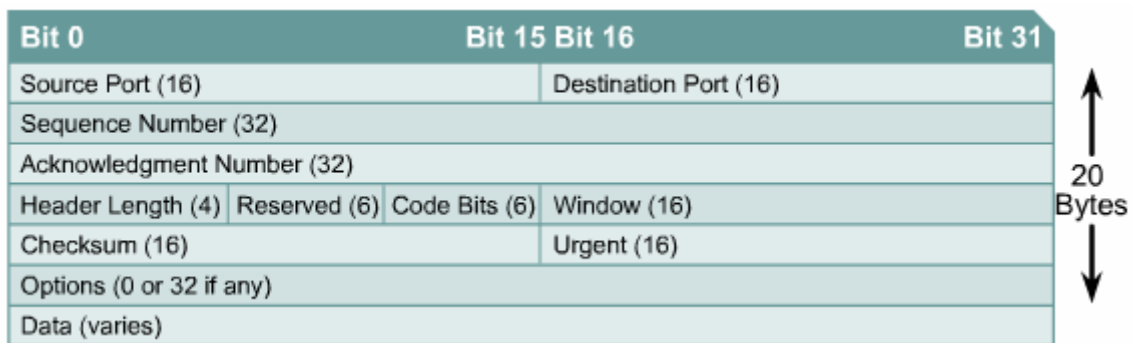 Bit 0 Bit 15 Bit 16 Bit 31
Source Port (16) Destination Port (16)
Sequence Number (32)
Acknowledgment Number (32)
Header Length (4) Reserved (6) Code Bits (6) Window (16)
Checksum (16) Urgent (16)
Options (0 or 32 if any)
Data (varies)
20
Bytes